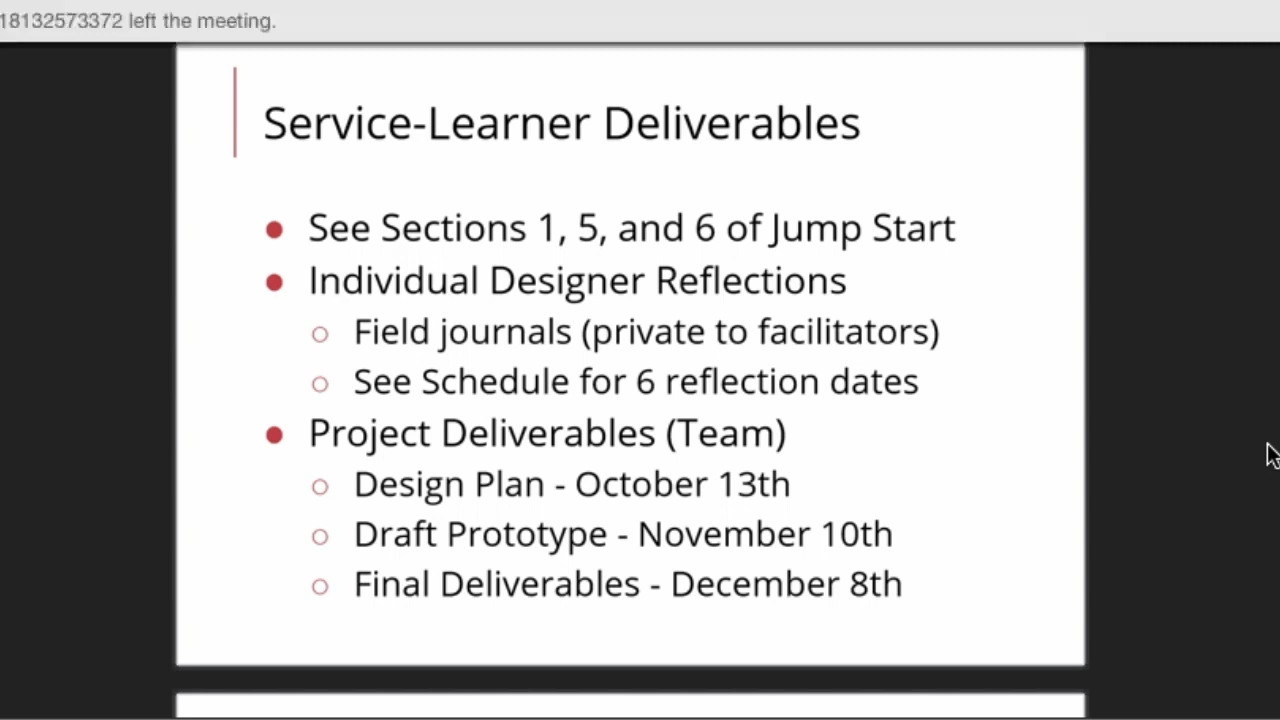 18132573372 left the meeting.
Service-Learner Deliverables
● See Sections 1, 5, and 6 of Jump Start
● Individual Designer Reflections
○ Field journals (private to facilitators)
○ See Schedule for 6 reflection dates
● Project Deliverables (Team)
○ Design Plan - October 13th
○ Draft Prototype - November 10th
○ Final Deliverables - December 8th